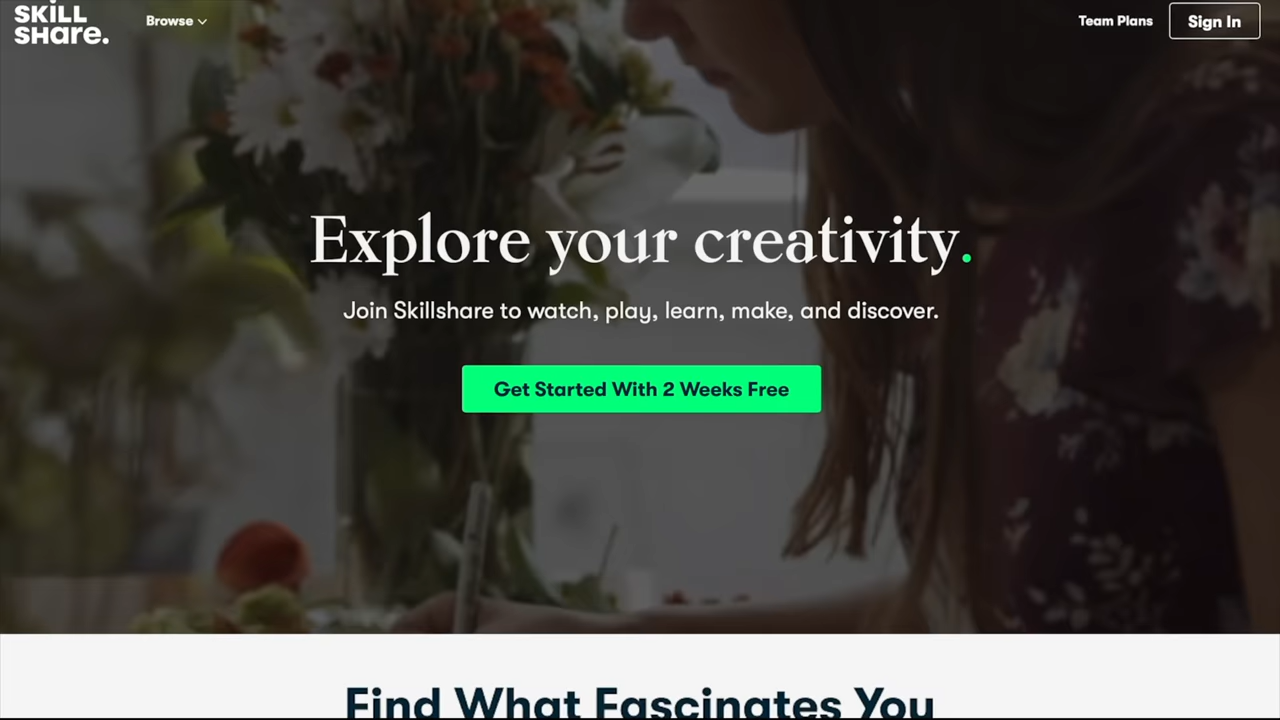 SKiLL
SHare.
Browse
Team Plans
Sign In
Explore your creativity.
Join Skillshare to watch, play, learn, make, and discover.
Get Started With 2 Weeks Free
Find What Fascinates You